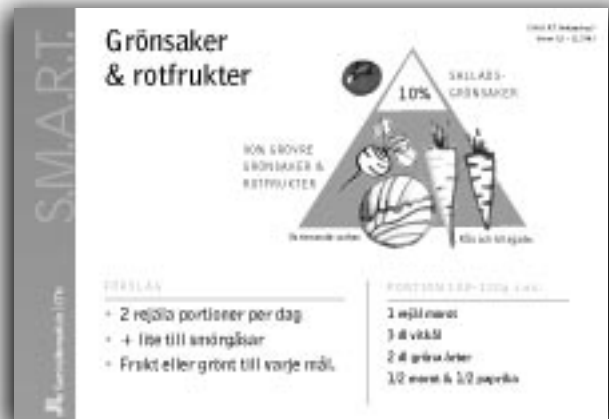 S.M.A.R.T.
Grönsaker
& rotfrukter
10%
SALLADS-
GRÖNSAKER
90% GRÖVRE
GRÖNSAKER &
ROTFRUKTER
FÖRSLAG
• 2 rejäla portioner per dag
• + lite till smörgåsar
• Frukt eller grönt till varje mål.
1 rejäl morot
3 dl vitkål
2 dl gröna ärter
1/2 morot & 1/2 paprika